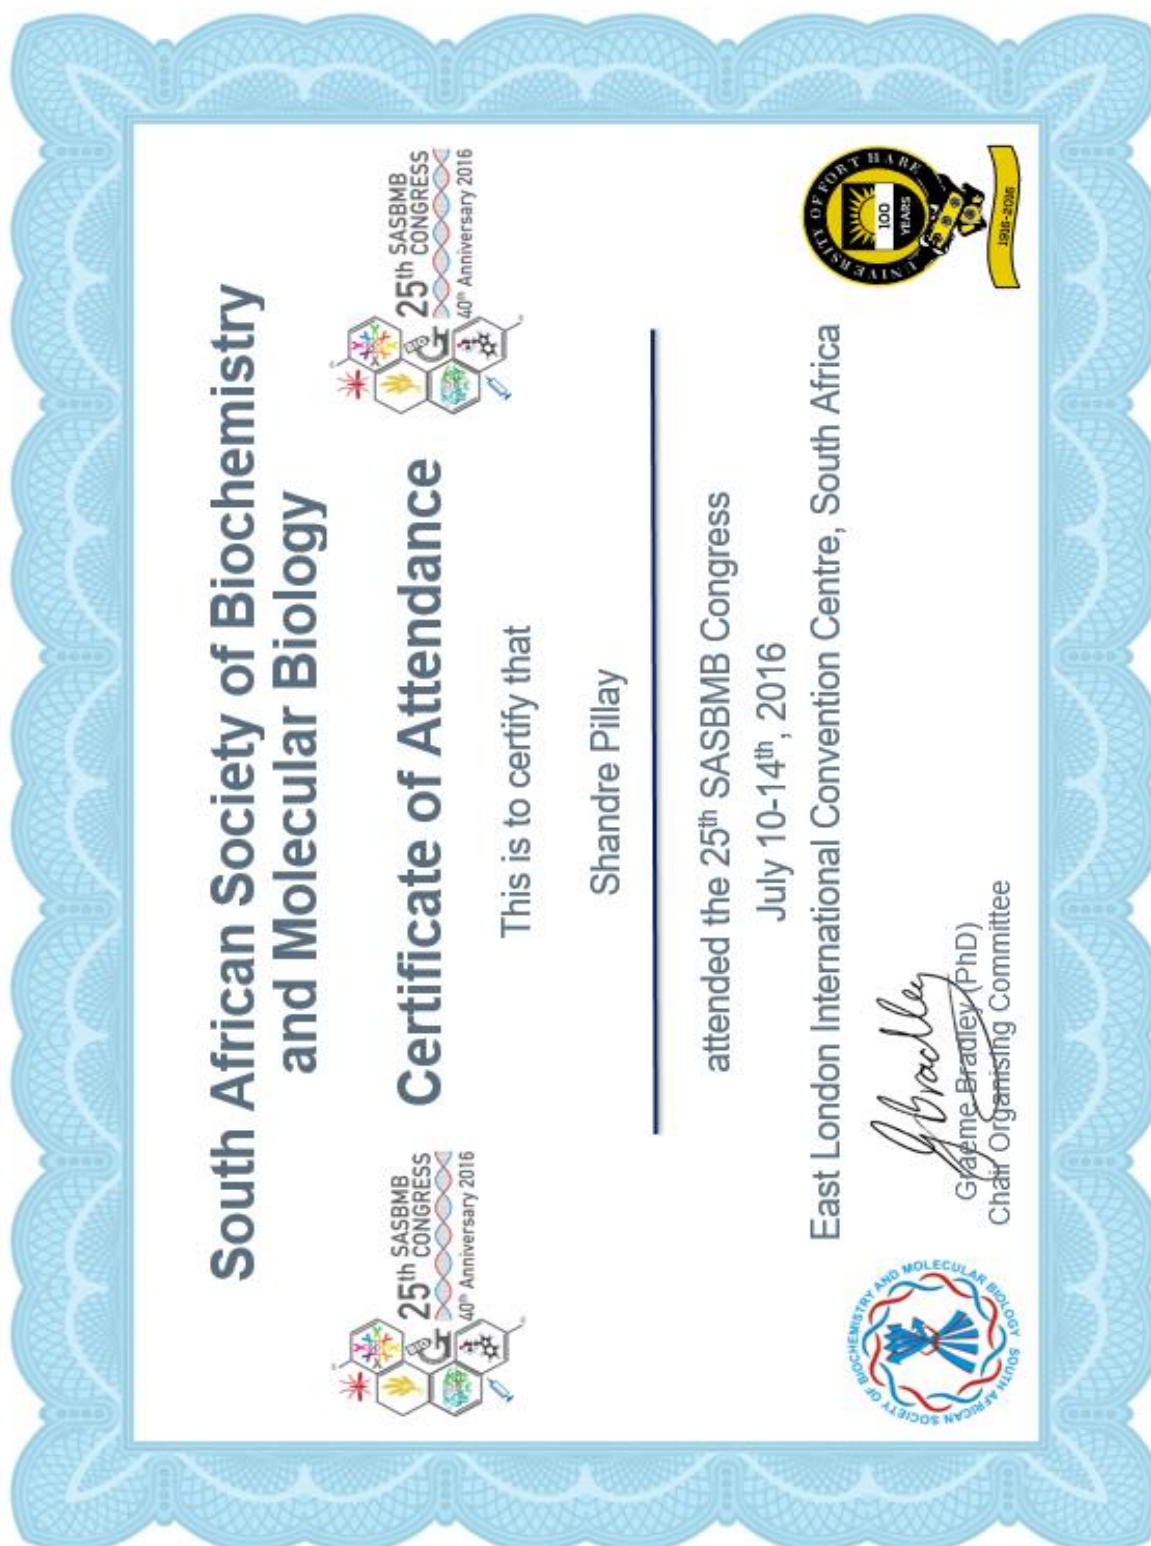 South African Society of Biochemistry
and Molecular Biology
25th SASBMB
CONGRESS
40th Anniversary 2016
Certificate of Attendance
25th SASBMB
CONGRESS
40th Anniversary 2016
This is to certify that
Shandre Pillay
attended the 25th SASBMB Congress
July 10-14th, 2016
East London International Convention Centre, South Africa
GBradley
Graeme Bradley (PhD)
Chair Organising Committee
SOUTH AFRICAN SOCIETY OF BIOCHEMISTRY AND MOLECULAR BIOLOGY
UNIVERSITY OF FORT HARE
100
YEARS
1916-2016